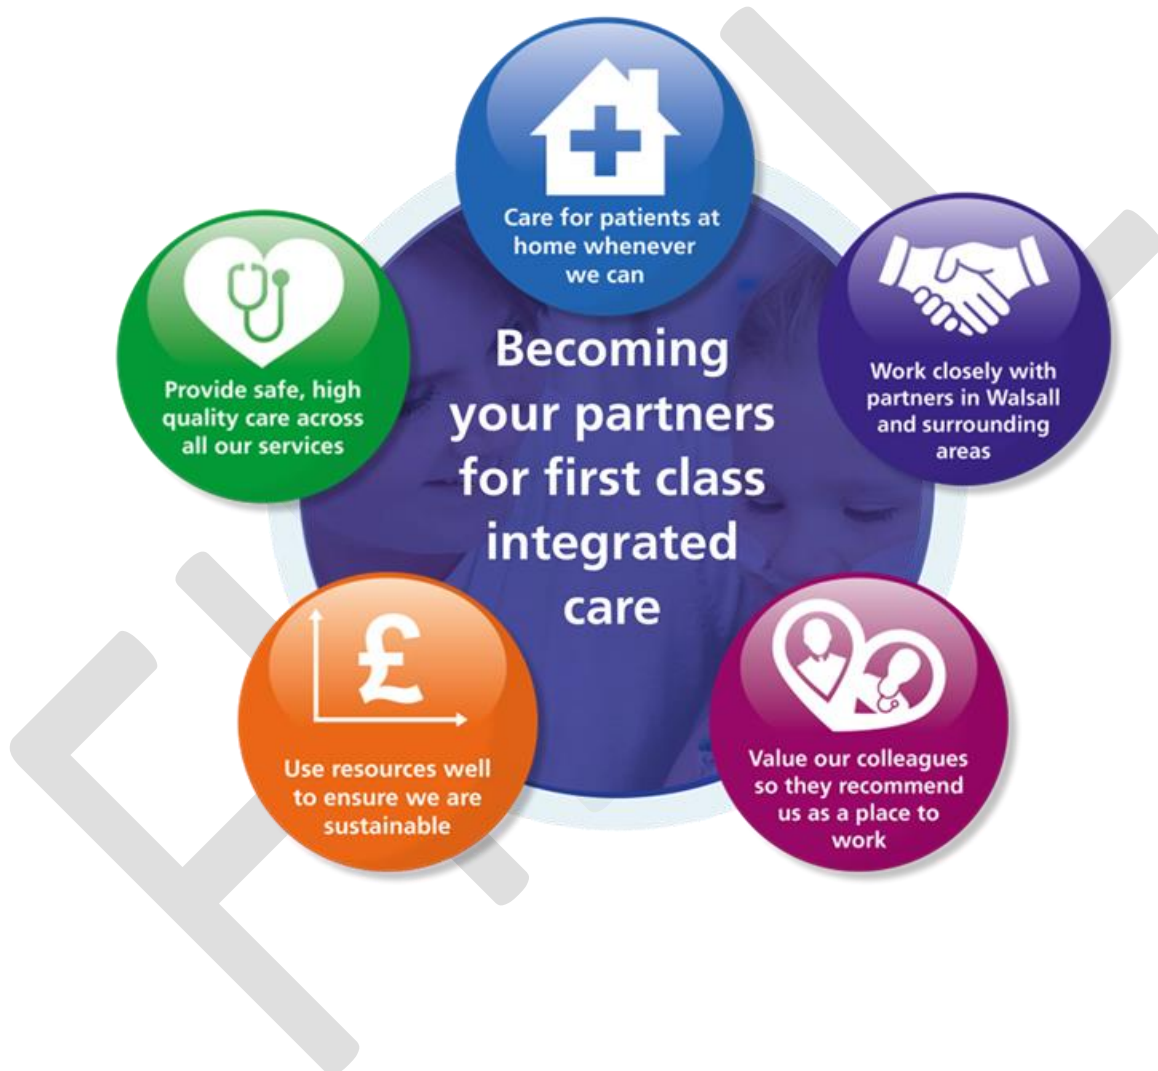 Care for patients at
home whenever
we can
Provide safe, high
quality care across
all our services
Becoming
your partners
for first class
integrated
care
Work closely with
partners in Walsall
and surrounding
areas
£
Use resources well
to ensure we are
sustainable
Value our colleagues
so they recommend
us as a place to
work